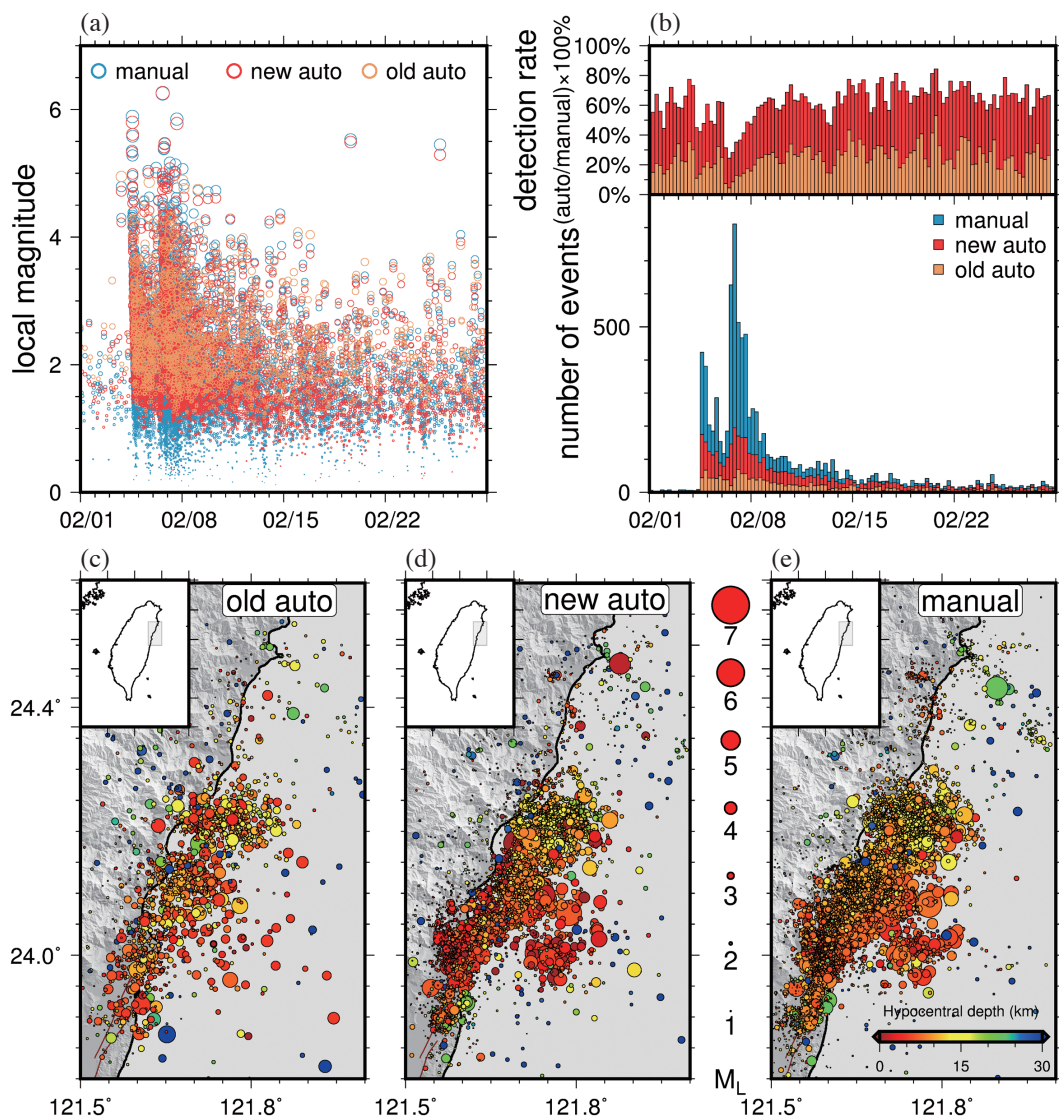 (a)
manual
new auto
old auto
local magnitude
6
4
2
0
02/01
02/08
02/15
02/22
(b)
detection rate
(auto/manual)×100%
100%
80%
60%
40%
20%
0%
number of events
manual
new auto
old auto
500
0
02/01
02/08
02/15
02/22
(c)
old auto
24.4°
24.0°
121.5°
121.8°
(d)
new auto
121.5°
121.8°
7
6
5
4
3
2
1
M_L
(e)
manual
Hypocentral depth (km)
0
15
30
121.5°
121.8°